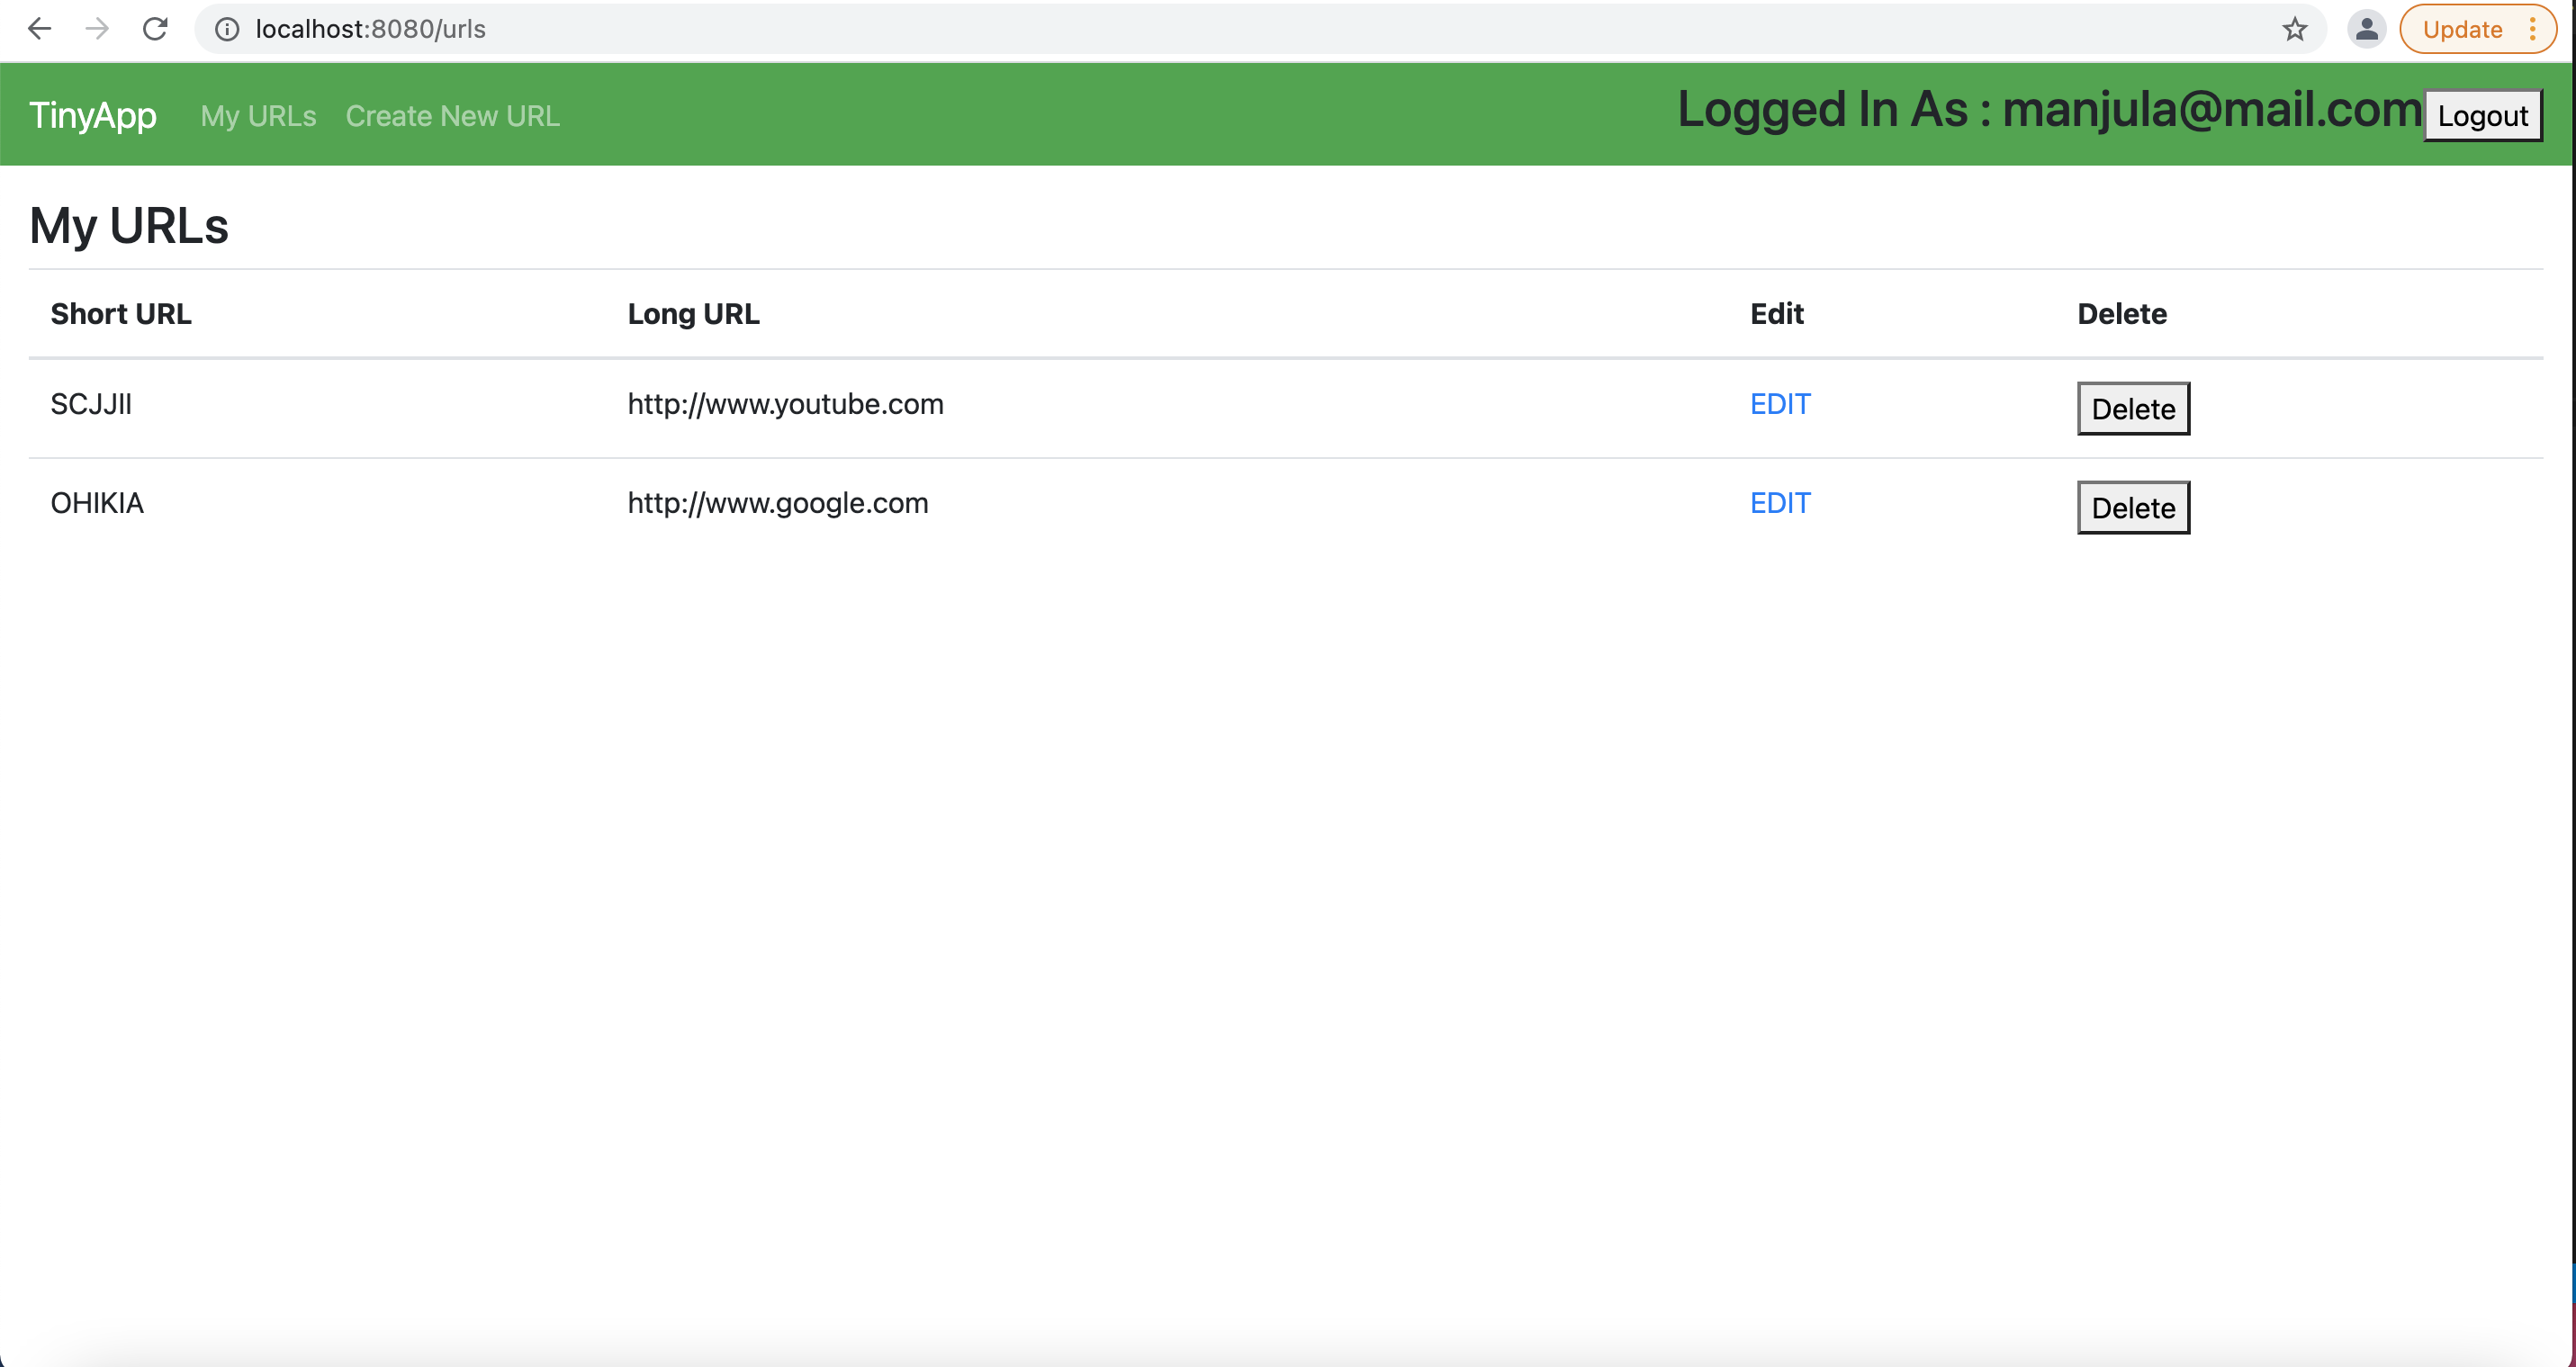 localhost:8080/urls Update
TinyApp My URLs Create New URL Logged In As : manjula@mail.com Logout
My URLs
Short URL Long URL Edit Delete
SCJJII http://www.youtube.com EDIT Delete
OHIKIA http://www.google.com EDIT Delete